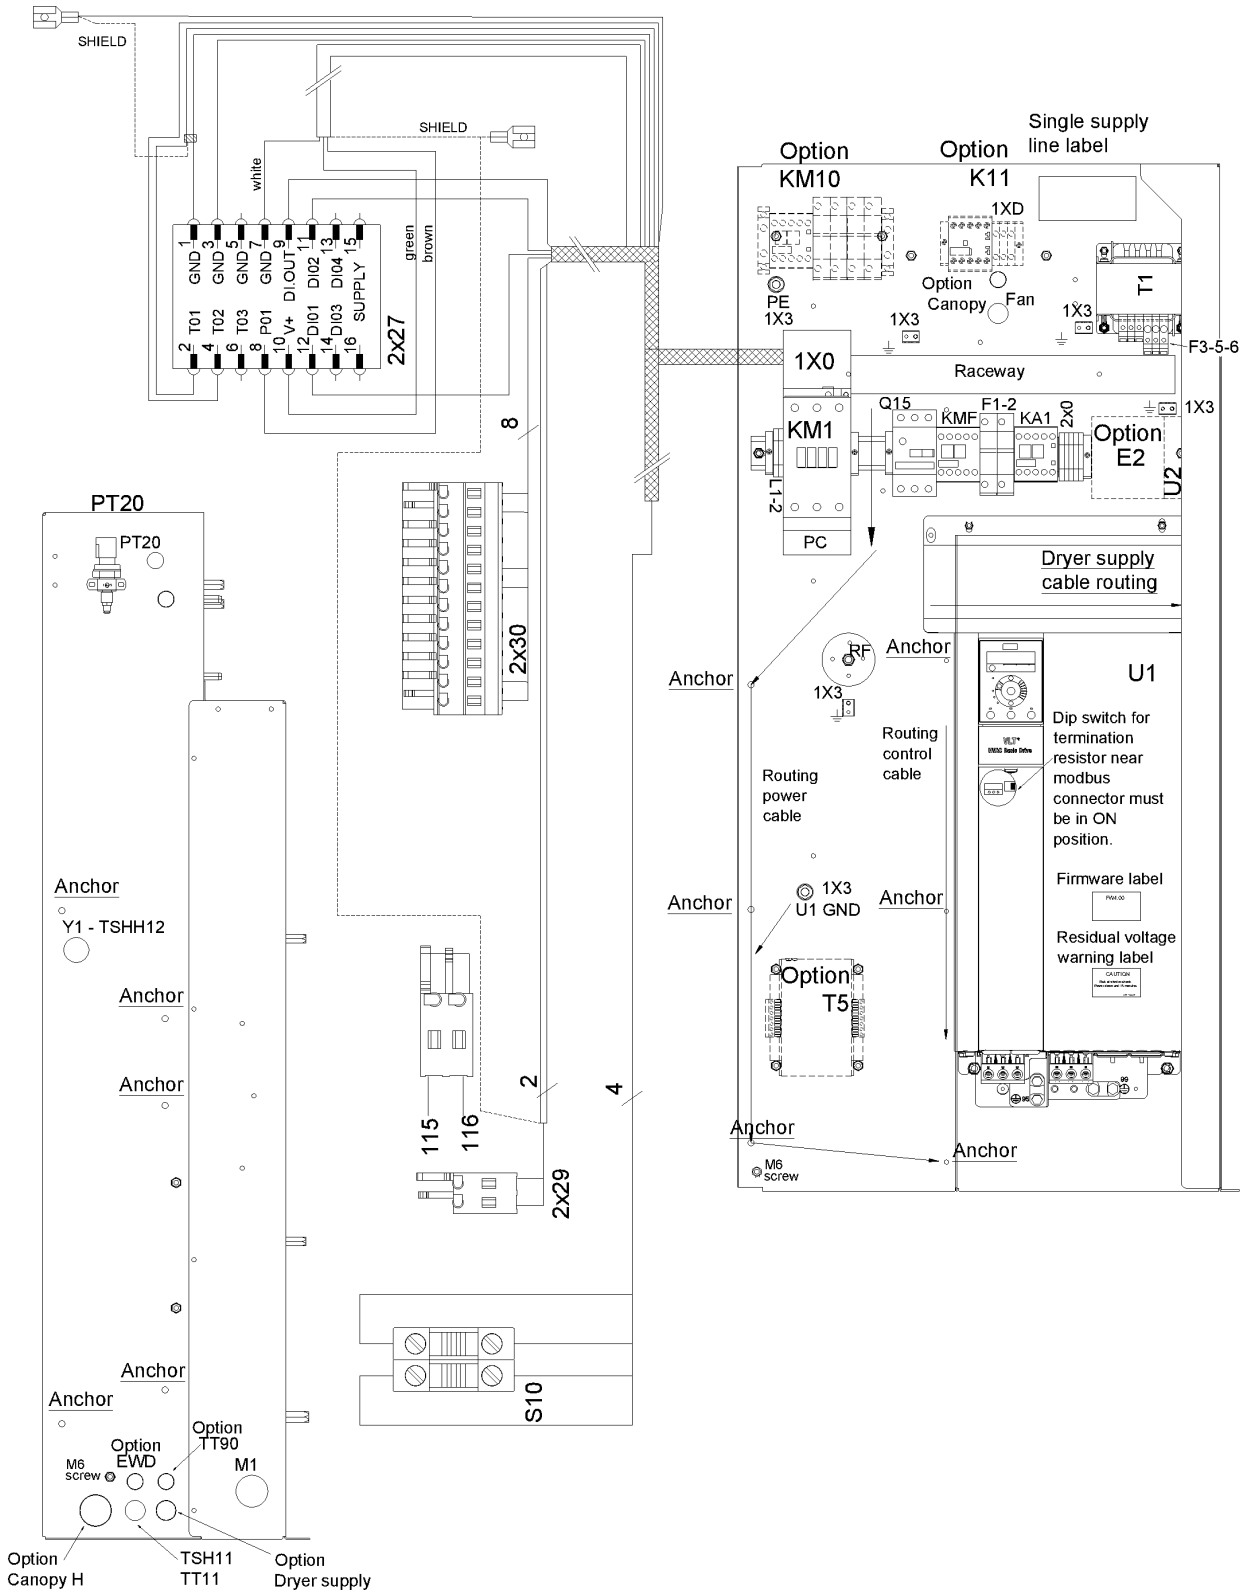 SHIELD
SHIELD
white
green
brown
1
3
5
7
9
11
13
15
GND
GND
GND
GND
DI.OUT
DI02
DI04
SUPPLY
T01
T02
T03
P01
V+
DI01
DI03
2
4
6
8
10
12
14
16
2x27
8
2x30
2
4
115
116
2x29
S10
PT20
PT20
Anchor
Y1 - TSHH12
Anchor
Anchor
Anchor
Anchor
Option
TT90
Option
EWD
M6
screw
M1
Option
Canopy H
TSH11
TT11
Option
Dryer supply
Single supply
line label
Option
KM10
Option
K11
1XD
PE
1X3
Option
Canopy
Fan
T1
1X3
1X3
F3-5-6
1X0
Raceway
Q15
KMF
F1-2
KA1
2x0
1X3
KM1
L1-2
Option
E2
U2
PC
Dryer supply
cable routing
RF
Anchor
Anchor
1X3
U1
Routing
control
cable
Routing
power
cable
VLT
HVAC Basic Drive
Dip switch for
termination
resistor near
modbus
connector must
be in ON
position.
1X3
U1 GND
Anchor
Anchor
Firmware label
Residual voltage
warning label
CAUTION
Option
T5
99
95
Anchor
Anchor
M6
screw